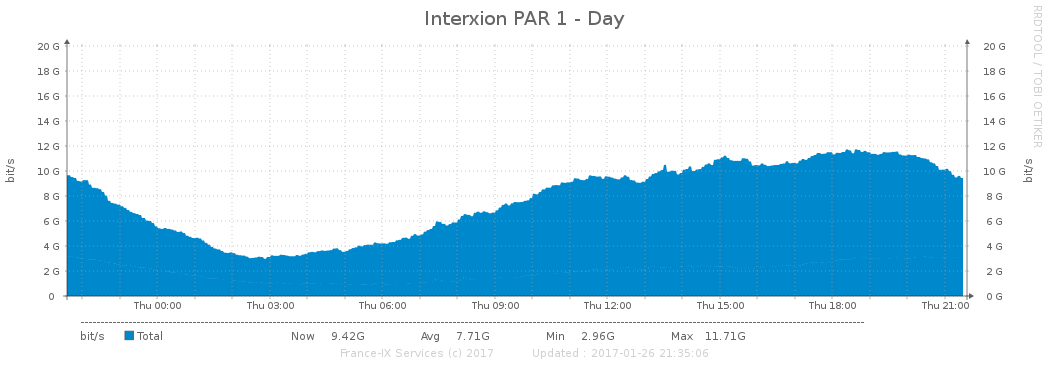 Interxion PAR 1 - Day
RRDTOOL / TOBI OETIKER
bit/s
20 G 20 G
18 G 18 G
16 G 16 G
14 G 14 G
12 G 12 G
10 G 10 G
8 G 8 G
6 G 6 G
4 G 4 G
2 G 2 G
0 0 G
bit/s
Thu 00:00 Thu 03:00 Thu 06:00 Thu 09:00 Thu 12:00 Thu 15:00 Thu 18:00 Thu 21:00
bit/s Total Now 9.42G Avg 7.71G Min 2.96G Max 11.71G
France-IX Services (c) 2017 Updated : 2017-01-26 21:35:06